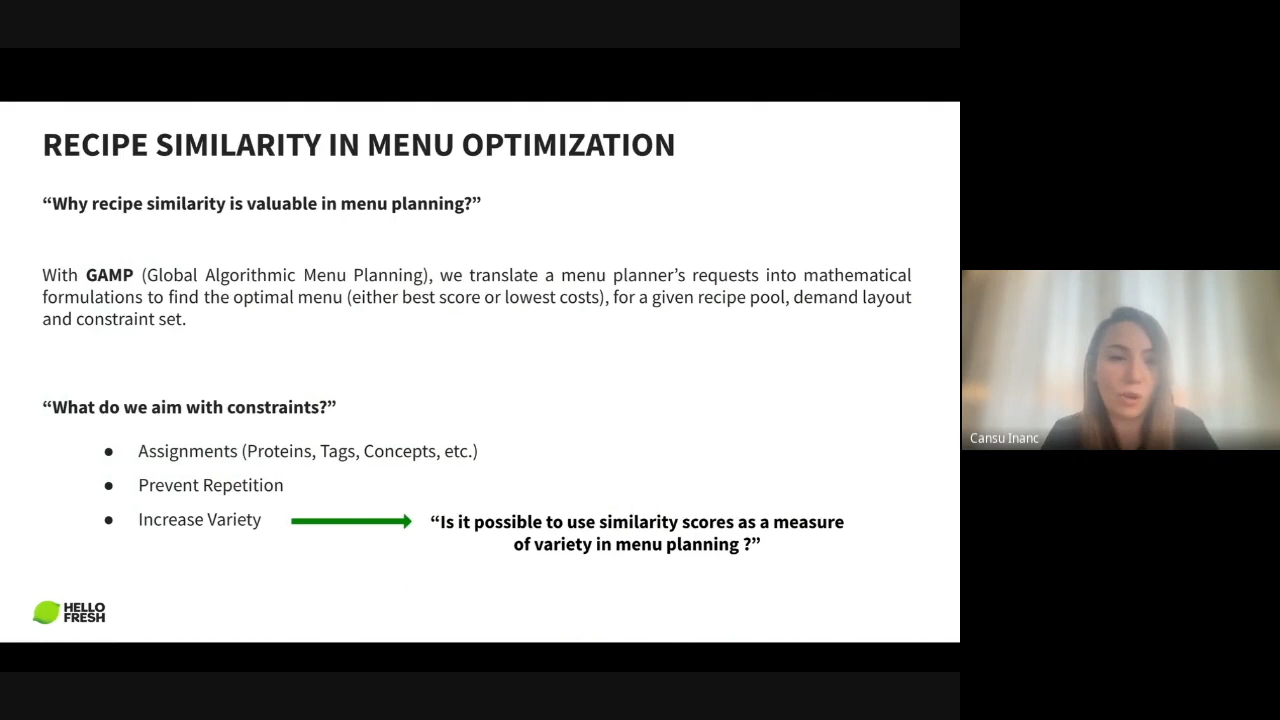 RECIPE SIMILARITY IN MENU OPTIMIZATION
“Why recipe similarity is valuable in menu planning?”
With GAMP (Global Algorithmic Menu Planning), we translate a menu planner’s requests into mathematical
formulations to find the optimal menu (either best score or lowest costs), for a given recipe pool, demand layout
and constraint set.
“What do we aim with constraints?”
● Assignments (Proteins, Tags, Concepts, etc.)
● Prevent Repetition
● Increase Variety
“Is it possible to use similarity scores as a measure
of variety in menu planning ?”
HELLO
FRESH
Cansu Inanc